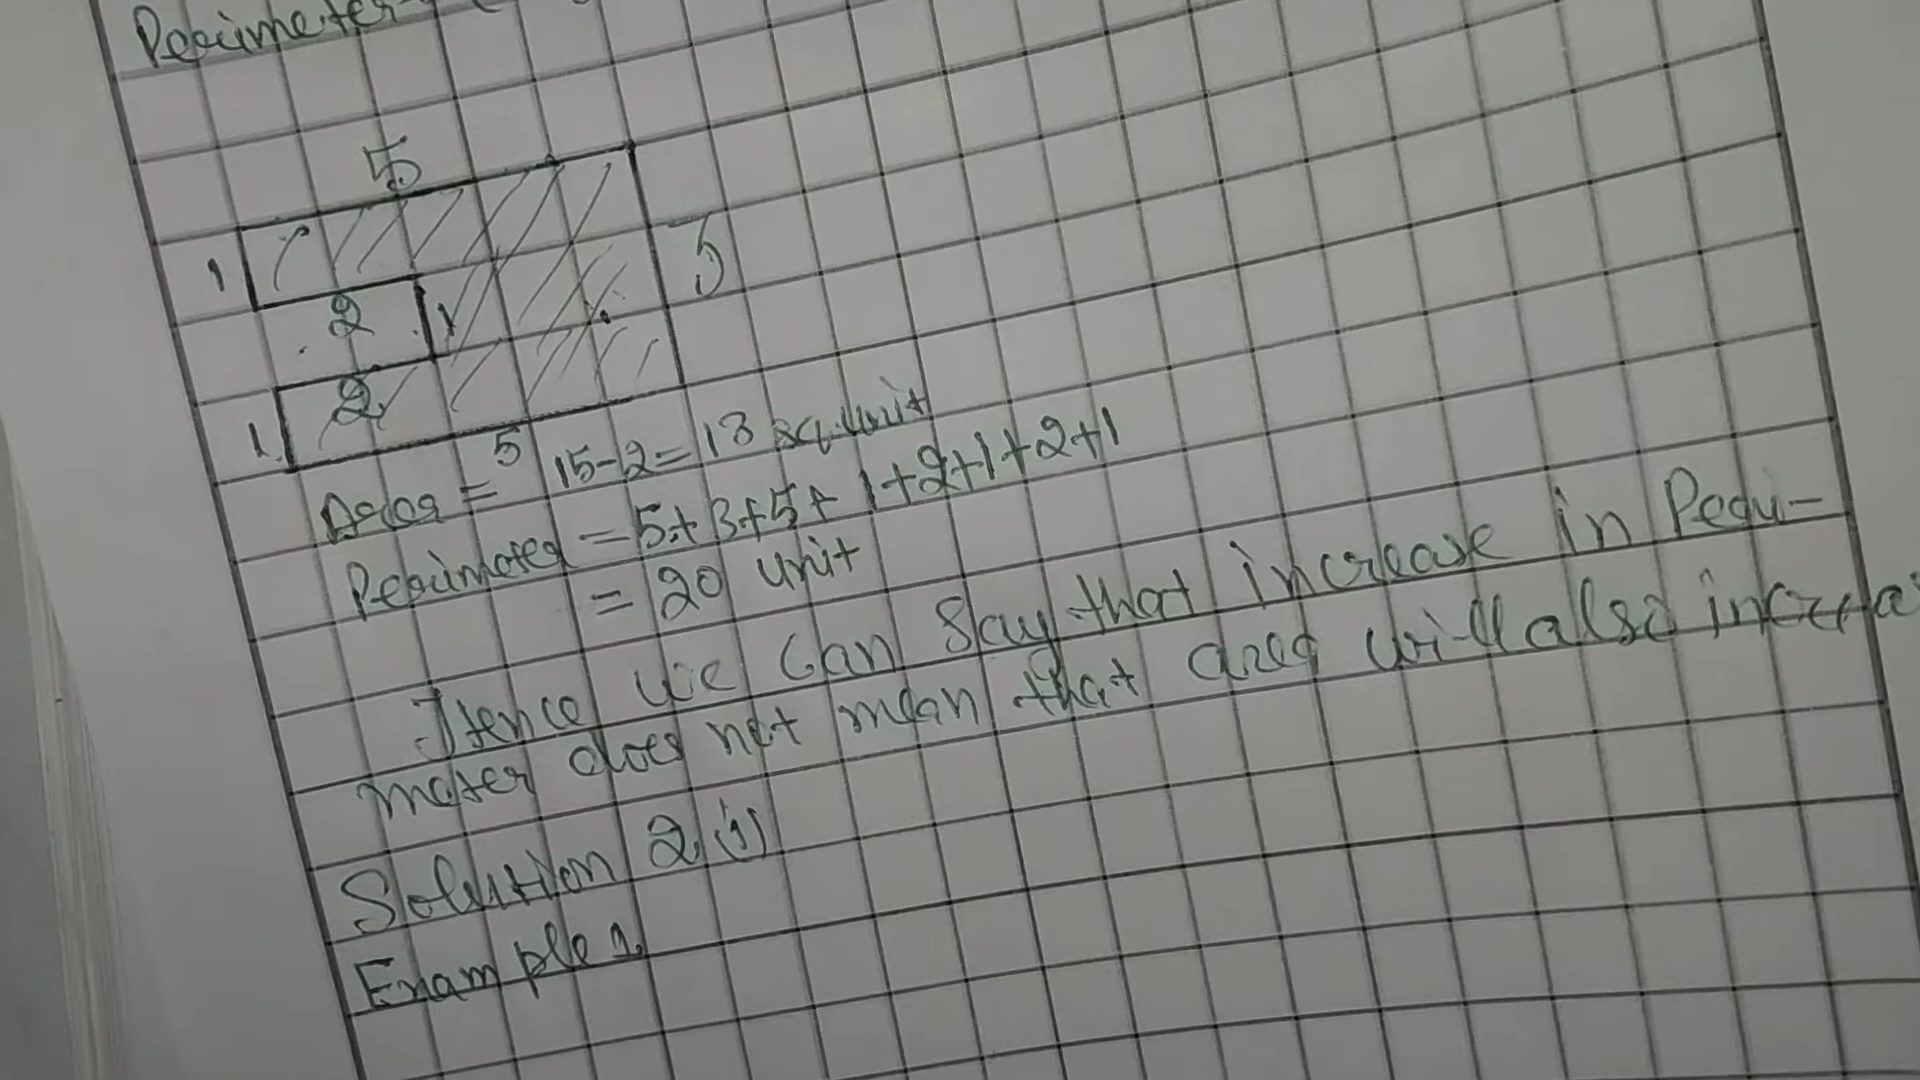 Perimeter
5
1
3
2
1
2
1
5
Area = 15-2=13 sq.unit
Perimeter = 5+3+5+1+2+1+2+1
= 20 unit
Hence we can say that increase in Peri-
meter does not mean that area will also increa
Solution 2 (i)
Example 1